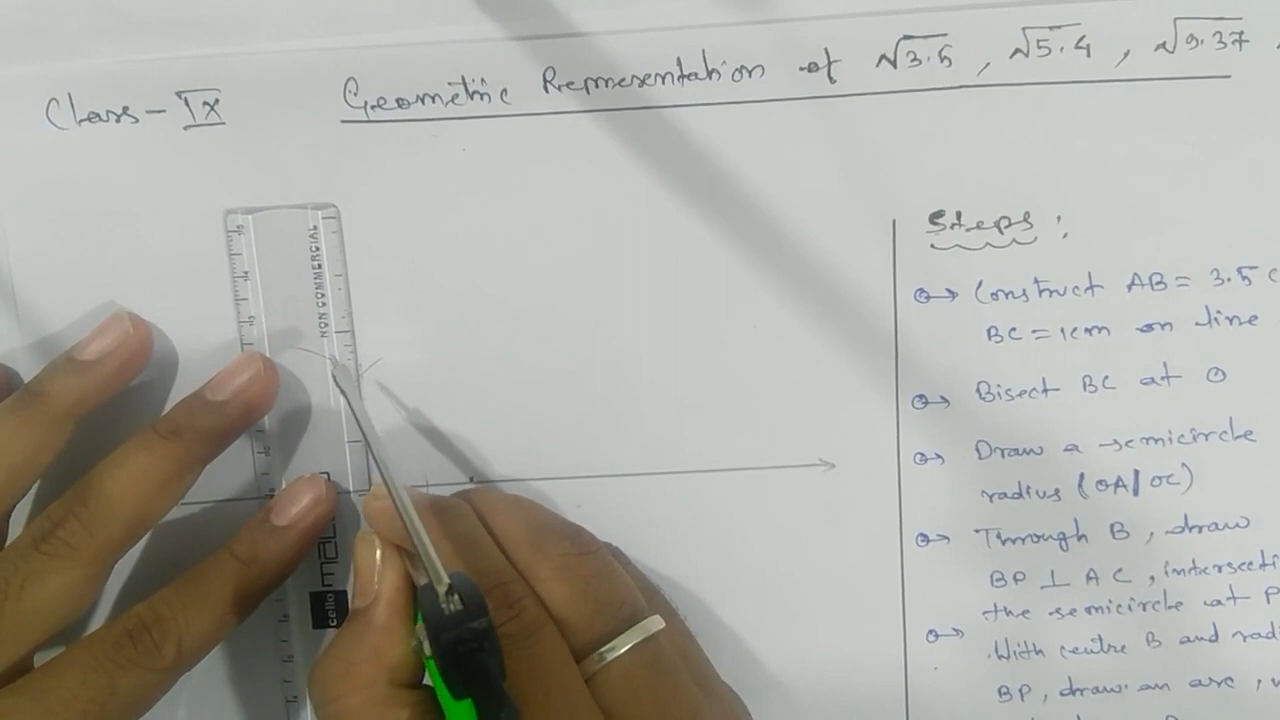 Class - IX
Geometric Representation of √3.5, √5.4, √9.37
Steps:
Construct AB = 3.5 c
BC = 1cm on line
Bisect BC at O
Draw a semicircle
radius (OA/OC)
Through B, draw
BP ⊥ AC, intersecti
the semicircle at P
With centre B and radi
BP, draw an arc,
NON COMMERCIAL
cello